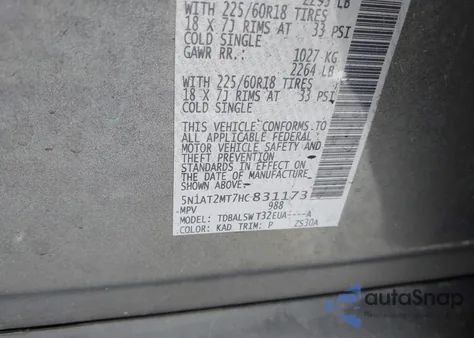 2293 LB
WITH 225/60R18 TIRES
18 X 7J RIMS AT 33 PSI
COLD SINGLE
GAWR RR.: 1027 KG
2264 LB
WITH 225/60R18 TIRES
18 X 7J RIMS AT 33 PSI
COLD SINGLE
THIS VEHICLE CONFORMS TO
ALL APPLICABLE FEDERAL
MOTOR VEHICLE SAFETY AND
THEFT PREVENTION
STANDARDS IN EFFECT ON
THE DATE OF MANUFACTURE
SHOWN ABOVE.
5N1AT2MT7HC831173
MPV 988
MODEL: TDBALSWT32EUA----A
COLOR: KAD TRIM: P 2530A
autoSnap